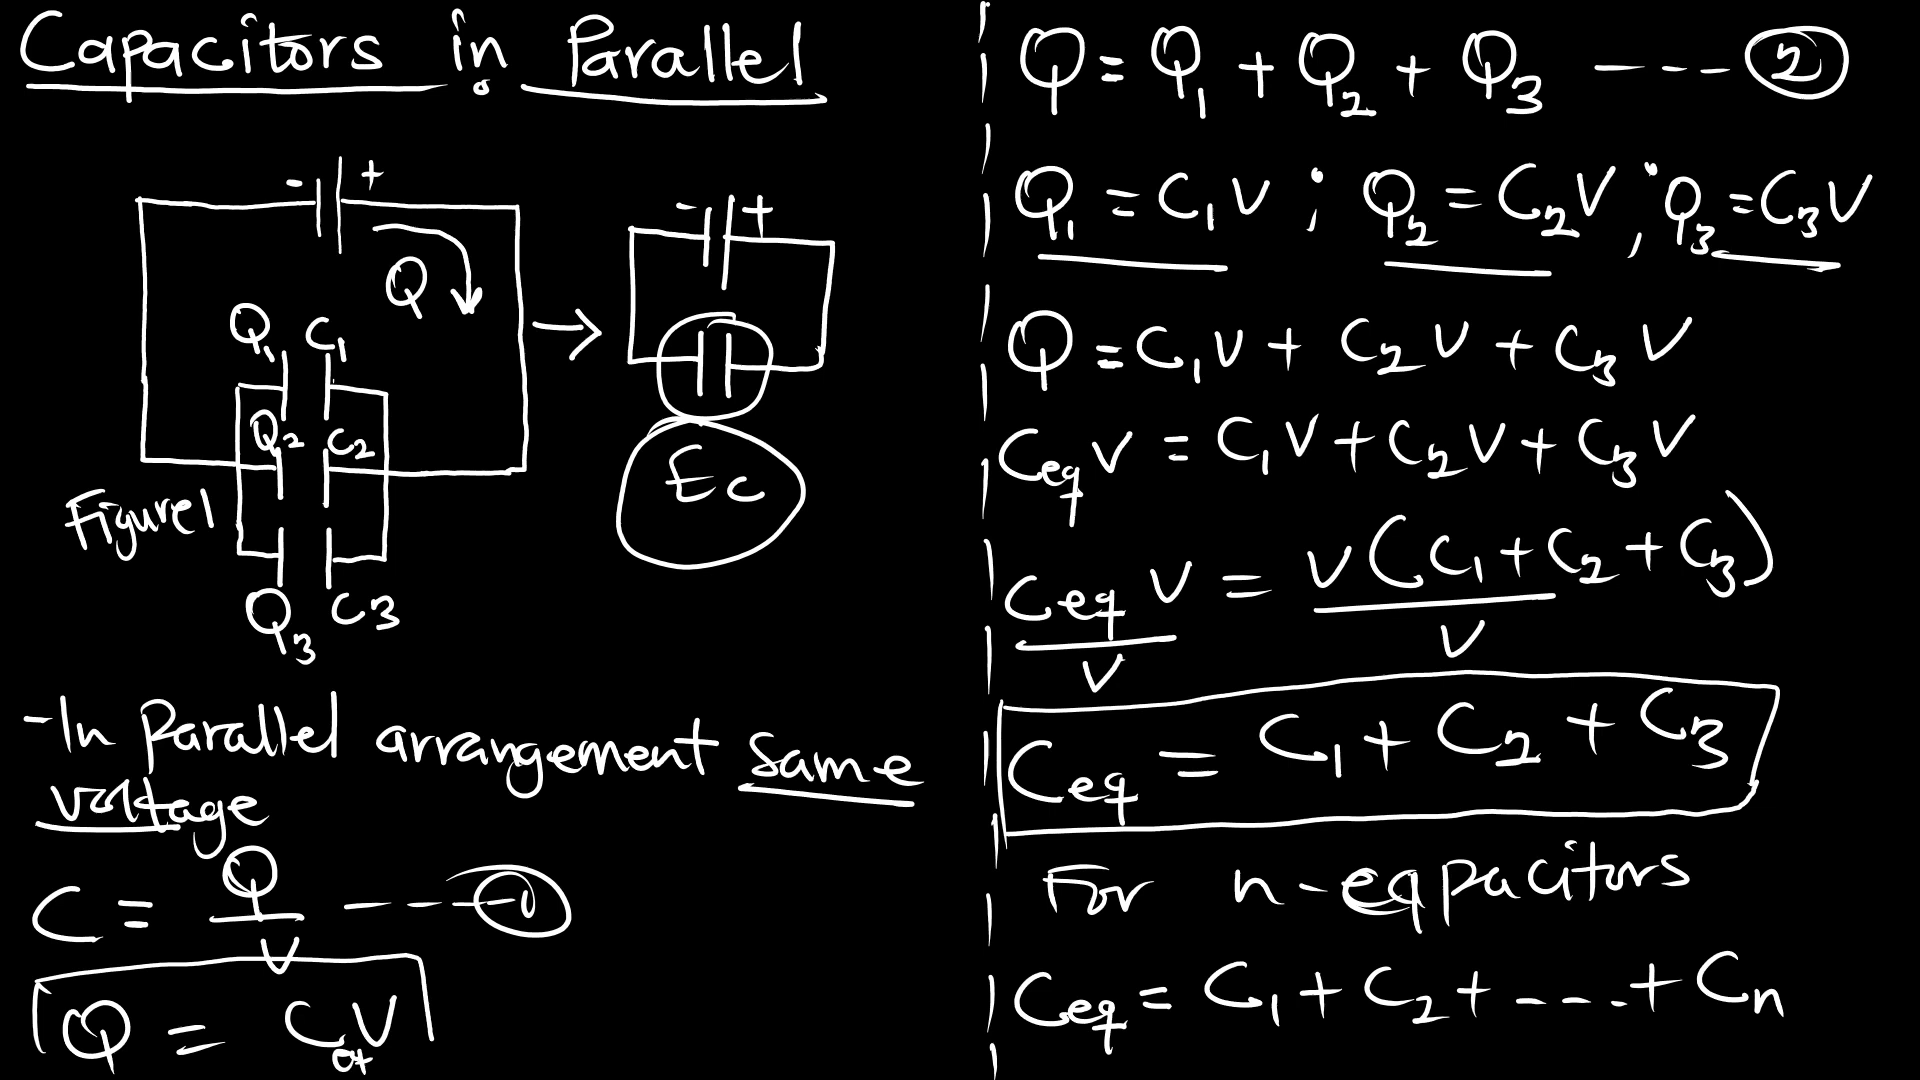 Capacitors in Parallel
- +
Q
Q1 C1
Q2 C2
Q3 C3
Figure1
- +
Ec
-In parallel arrangement same
voltage
C = Q/V ---- 1
Q = V
Q = Q1 + Q2 + Q3 ---- 2
Q1 = C1V ; Q2 = C2V ; Q3 = C3V
Q = C1V + C2V + C3V
CeqV = C1V + C2V + C3V
CeqV/V = V(C1 + C2 + C3)/V
Ceq = C1 + C2 + C3
For n-eqpacitors
Ceq = C1 + C2 + ---- + Cn